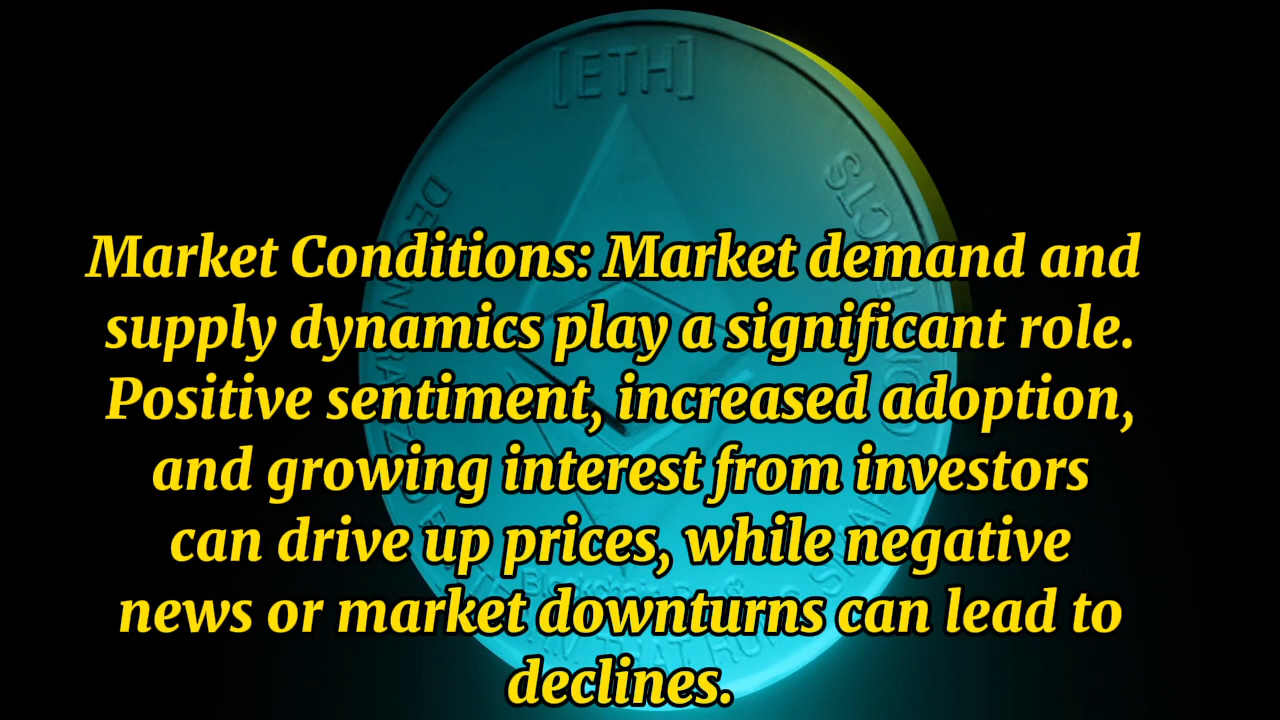 [ETH]
Market Conditions: Market demand and
supply dynamics play a significant role.
Positive sentiment, increased adoption,
and growing interest from investors
can drive up prices, while negative
news or market downturns can lead to
declines.